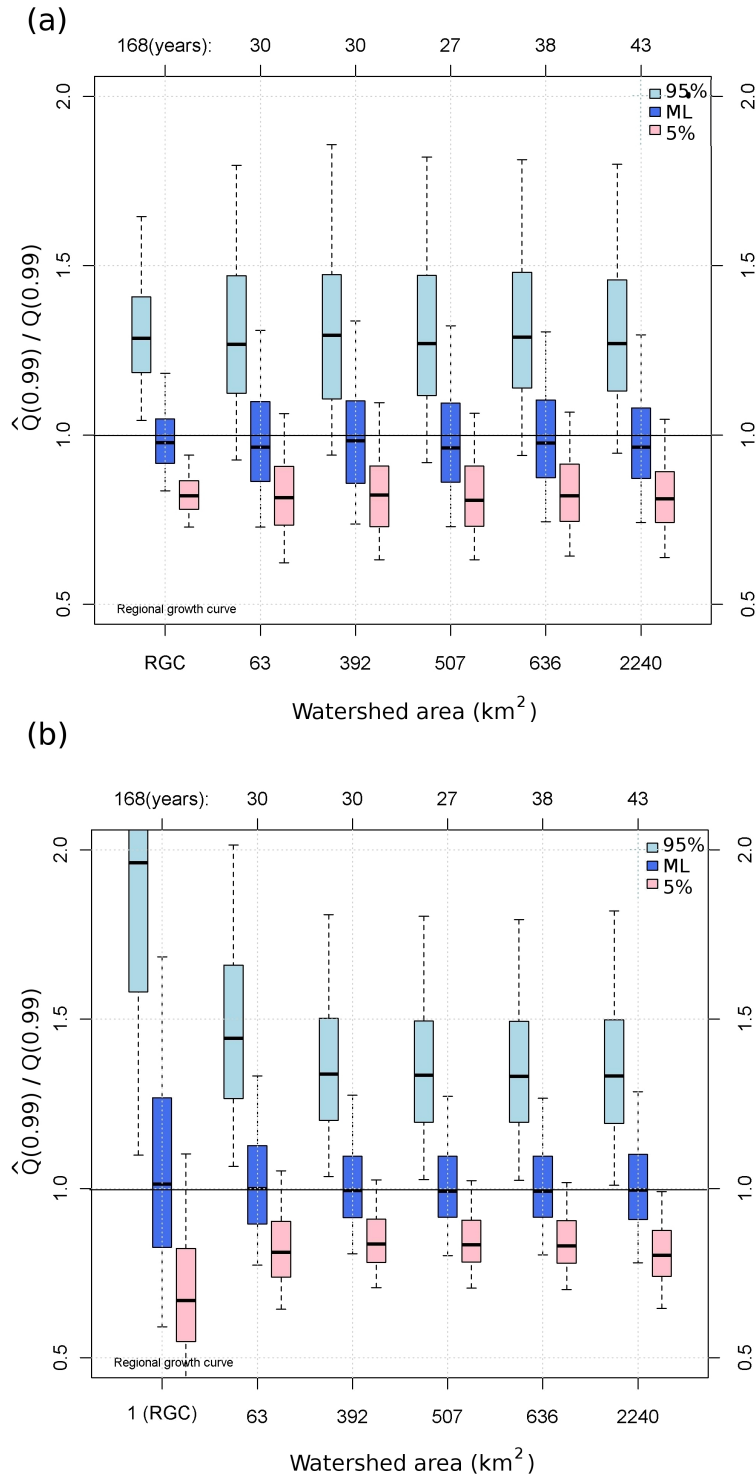 (a)
168(years): 30 30 27 38 43
2.0 2.0
95%
ML
5%
1.5 1.5
Q̂(0.99) / Q(0.99)
1.0 1.0
0.5 0.5
Regional growth curve
RGC 63 392 507 636 2240
Watershed area (km²)
(b)
168(years): 30 30 27 38 43
2.0 2.0
95%
ML
5%
1.5 1.5
Q̂(0.99) / Q(0.99)
1.0 1.0
0.5 0.5
Regional growth curve
1 (RGC) 63 392 507 636 2240
Watershed area (km²)